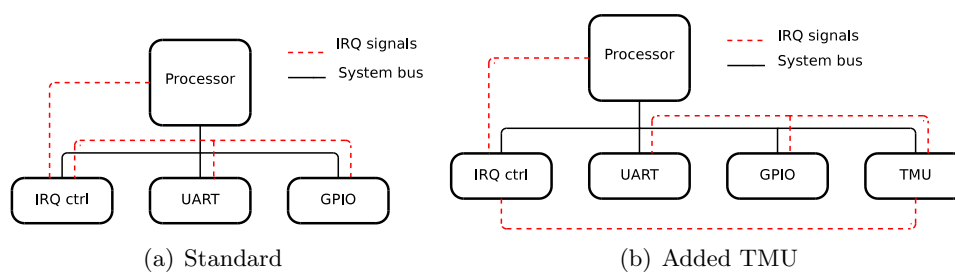 IRQ signals
System bus
Processor
IRQ ctrl
UART
GPIO
(a) Standard
IRQ signals
System bus
Processor
IRQ ctrl
UART
GPIO
TMU
(b) Added TMU